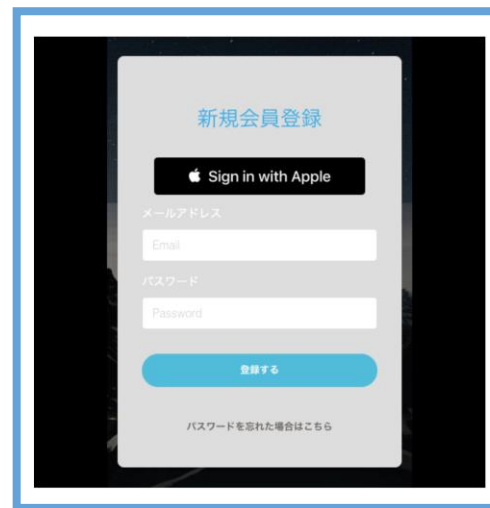 新規会員登録
Sign in with Apple
メールアドレス
Email
パスワード
Password
登録する
パスワードを忘れた場合はこちら